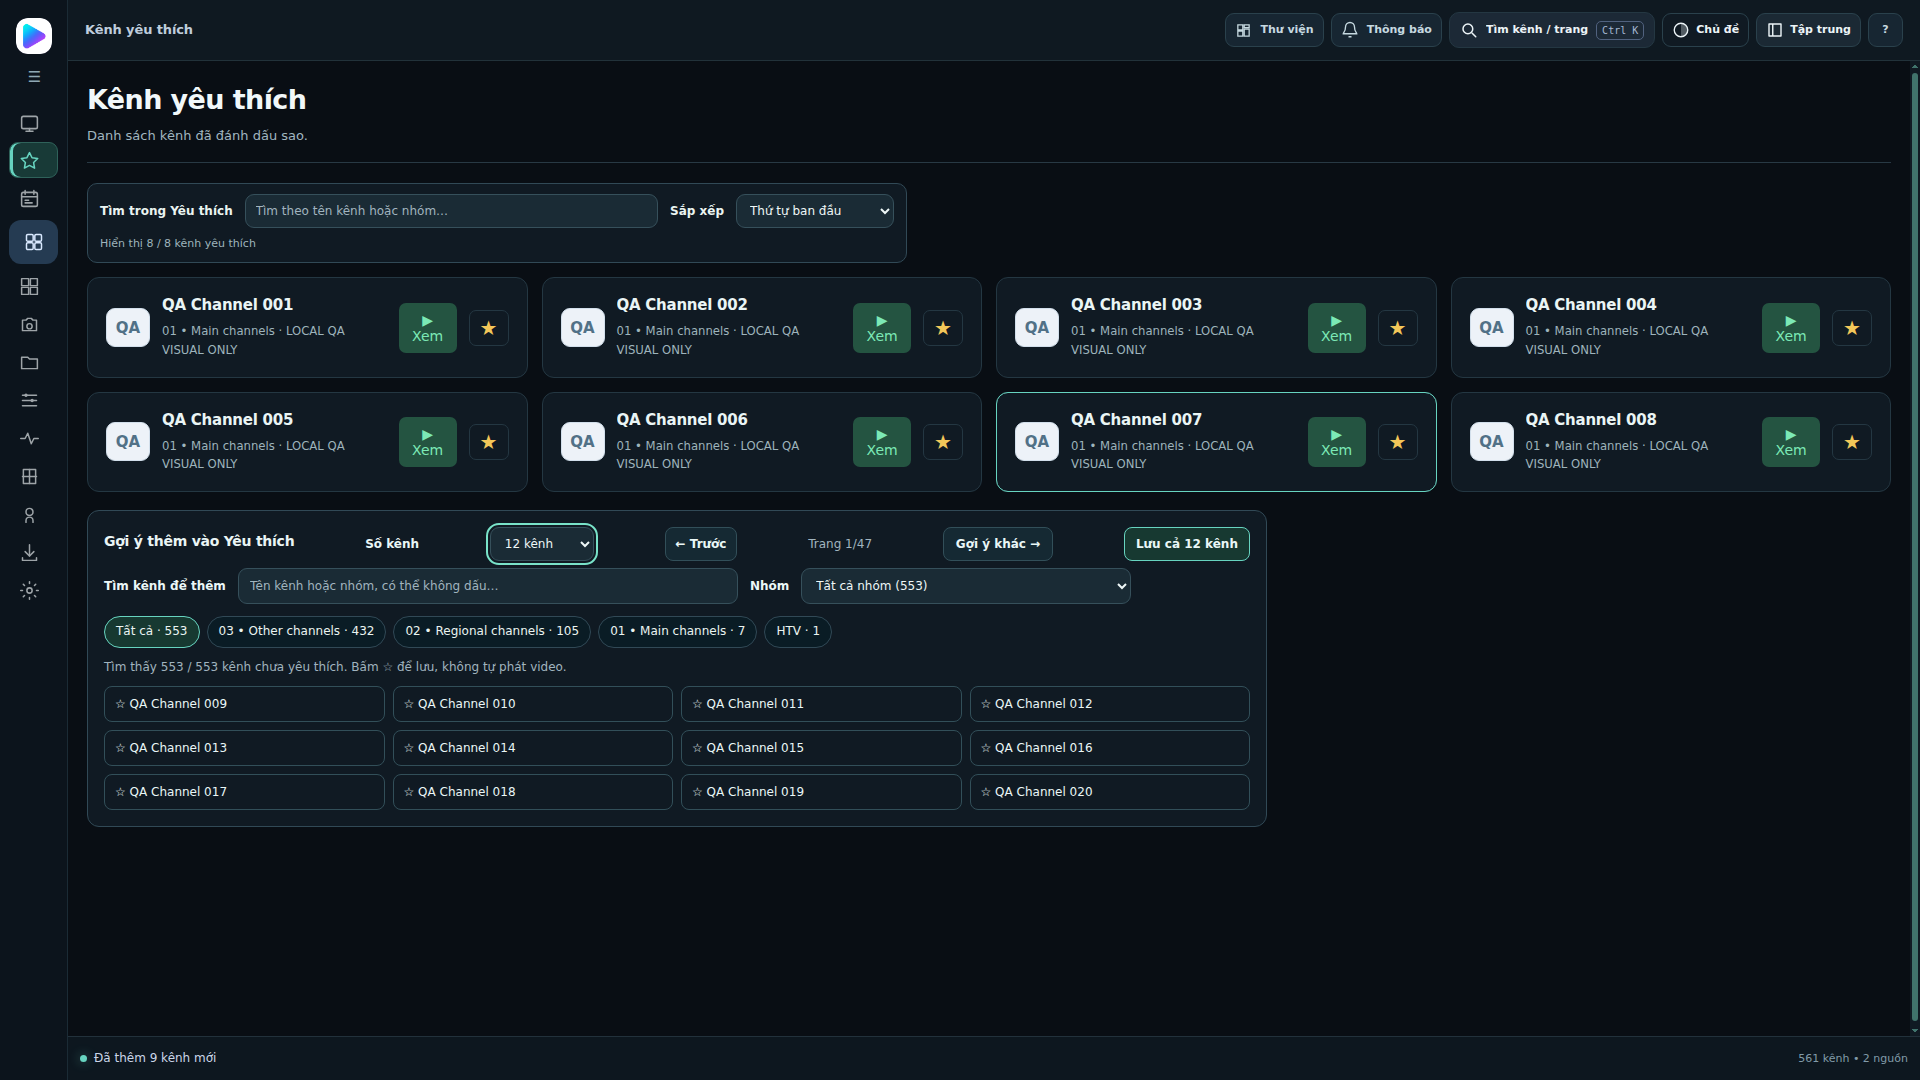 Kênh yêu thích
Thư viện
Thông báo
Tìm kênh / trang Ctrl K
Chủ đề
Tập trung
?
Kênh yêu thích
Danh sách kênh đã đánh dấu sao.
Tìm trong Yêu thích Tìm theo tên kênh hoặc nhóm... Sắp xếp Thứ tự ban đầu
Hiển thị 8 / 8 kênh yêu thích
QA
QA Channel 001
01 • Main channels · LOCAL QA
VISUAL ONLY
▶
Xem
★
QA
QA Channel 002
01 • Main channels · LOCAL QA
VISUAL ONLY
▶
Xem
★
QA
QA Channel 003
01 • Main channels · LOCAL QA
VISUAL ONLY
▶
Xem
★
QA
QA Channel 004
01 • Main channels · LOCAL QA
VISUAL ONLY
▶
Xem
★
QA
QA Channel 005
01 • Main channels · LOCAL QA
VISUAL ONLY
▶
Xem
★
QA
QA Channel 006
01 • Main channels · LOCAL QA
VISUAL ONLY
▶
Xem
★
QA
QA Channel 007
01 • Main channels · LOCAL QA
VISUAL ONLY
▶
Xem
★
QA
QA Channel 008
01 • Main channels · LOCAL QA
VISUAL ONLY
▶
Xem
★
Gợi ý thêm vào Yêu thích Số kênh 12 kênh ← Trước Trang 1/47 Gợi ý khác → Lưu cả 12 kênh
Tìm kênh để thêm Tên kênh hoặc nhóm, có thể không dấu... Nhóm Tất cả nhóm (553)
Tất cả · 553 03 • Other channels · 432 02 • Regional channels · 105 01 • Main channels · 7 HTV · 1
Tìm thấy 553 / 553 kênh chưa yêu thích. Bấm ☆ để lưu, không tự phát video.
☆ QA Channel 009 ☆ QA Channel 010 ☆ QA Channel 011 ☆ QA Channel 012
☆ QA Channel 013 ☆ QA Channel 014 ☆ QA Channel 015 ☆ QA Channel 016
☆ QA Channel 017 ☆ QA Channel 018 ☆ QA Channel 019 ☆ QA Channel 020
Đã thêm 9 kênh mới
561 kênh • 2 nguồn